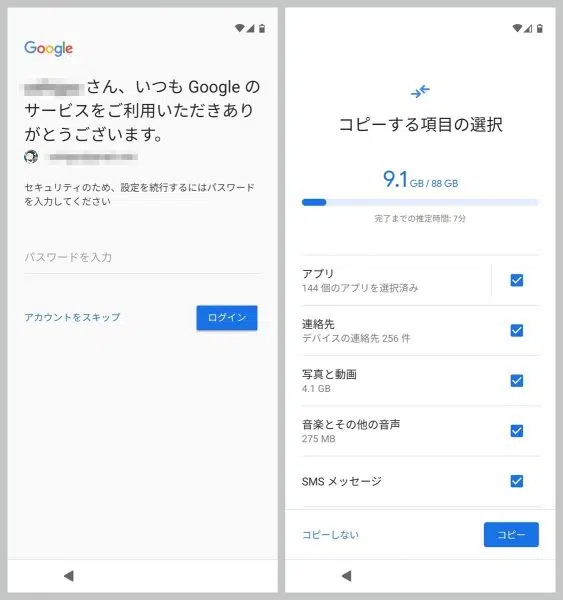 Google
さん、いつも Google の
サービスをご利用いただきあり
がとうございます。
セキュリティのため、設定を続行するにはパスワード
を入力してください
パスワードを入力
アカウントをスキップ
ログイン
コピーする項目の選択
9.1 GB / 88 GB
完了までの推定時間: 7分
アプリ
144 個のアプリを選択済み
連絡先
デバイスの連絡先 256 件
写真と動画
4.1 GB
音楽とその他の音声
275 MB
SMS メッセージ
コピーしない
コピー